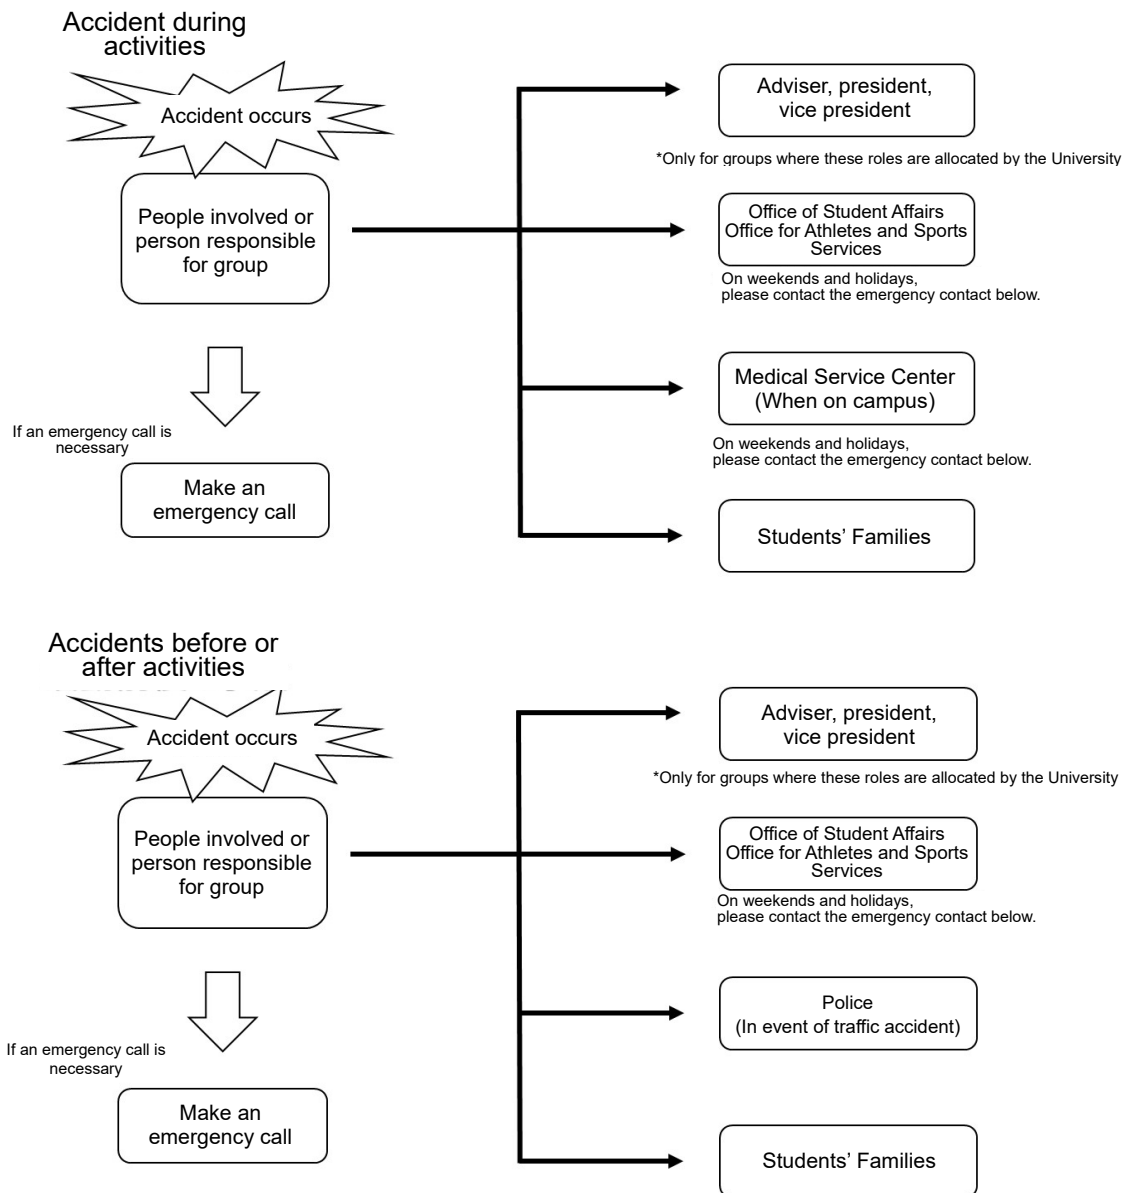 Accident during
activities
Accident occurs
People involved or
person responsible
for group
If an emergency call is
necessary
Make an
emergency call
Adviser, president,
vice president
*Only for groups where these roles are allocated by the University
Office of Student Affairs
Office for Athletes and Sports
Services
On weekends and holidays,
please contact the emergency contact below.
Medical Service Center
(When on campus)
On weekends and holidays,
please contact the emergency contact below.
Students’ Families
Accidents before or
after activities
Accident occurs
People involved or
person responsible
for group
If an emergency call is
necessary
Make an
emergency call
Adviser, president,
vice president
*Only for groups where these roles are allocated by the University
Office of Student Affairs
Office for Athletes and Sports
Services
On weekends and holidays,
please contact the emergency contact below.
Police
(In event of traffic accident)
Students’ Families